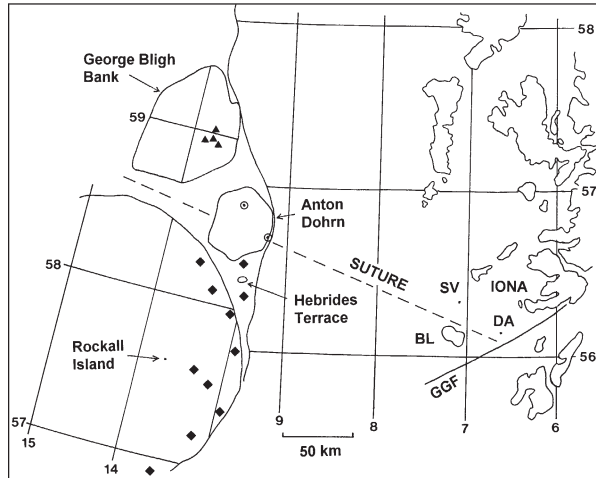 George Bligh
Bank
58
59
57
Anton
Dohrn
58
SUTURE
SV
IONA
Hebrides
Terrace
DA
BL
Rockall
Island
56
GGF
57
15
14
9
8
7
6
50 km